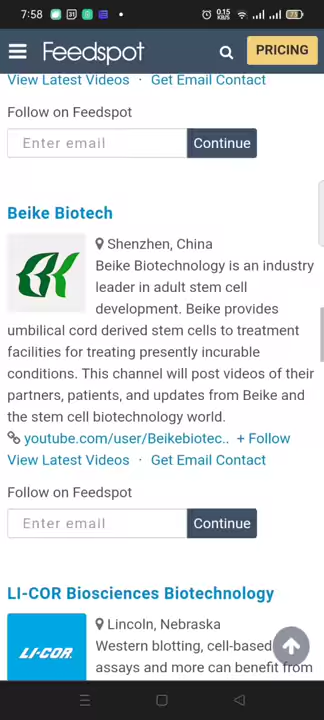 7:58
31
0.15
KB/S
Feedspot
PRICING
View Latest Videos · Get Email Contact
Follow on Feedspot
Enter email
Continue
Beike Biotech
Shenzhen, China
Beike Biotechnology is an industry
leader in adult stem cell
development. Beike provides
umbilical cord derived stem cells to treatment
facilities for treating presently incurable
conditions. This channel will post videos of their
partners, patients, and updates from Beike and
the stem cell biotechnology world.
youtube.com/user/Beikebiotec.. + Follow
View Latest Videos · Get Email Contact
Follow on Feedspot
Enter email
Continue
LI-COR Biosciences Biotechnology
LI-COR
Lincoln, Nebraska
Western blotting, cell-based
assays and more can benefit from